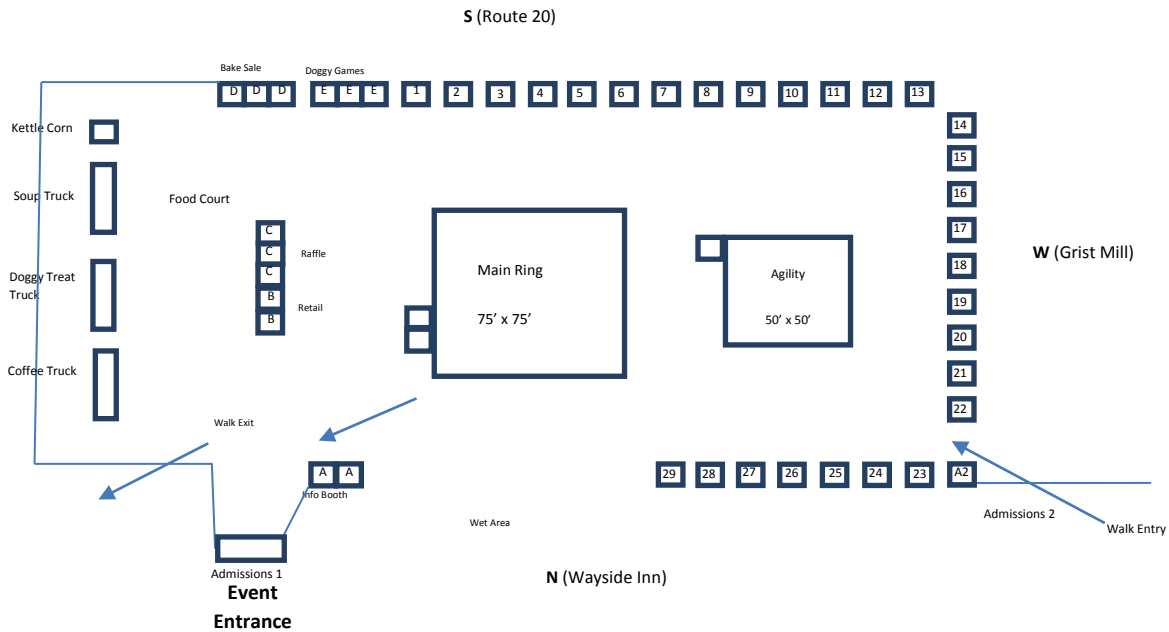 S (Route 20)
Bake Sale
Doggy Games
D D D E E E 1 2 3 4 5 6 7 8 9 10 11 12 13
Kettle Corn
14
15
Soup Truck
Food Court
16
C
17
W (Grist Mill)
C
Raffle
C
18
Main Ring
Agility
Doggy Treat
Truck
B
Retail
19
B
75’ x 75’
50’ x 50’
20
Coffee Truck
21
22
Walk Exit
A A
29 28 27 26 25 24 23 A2
Info Booth
Admissions 2
Wet Area
Walk Entry
Admissions 1
N (Wayside Inn)
Event
Entrance